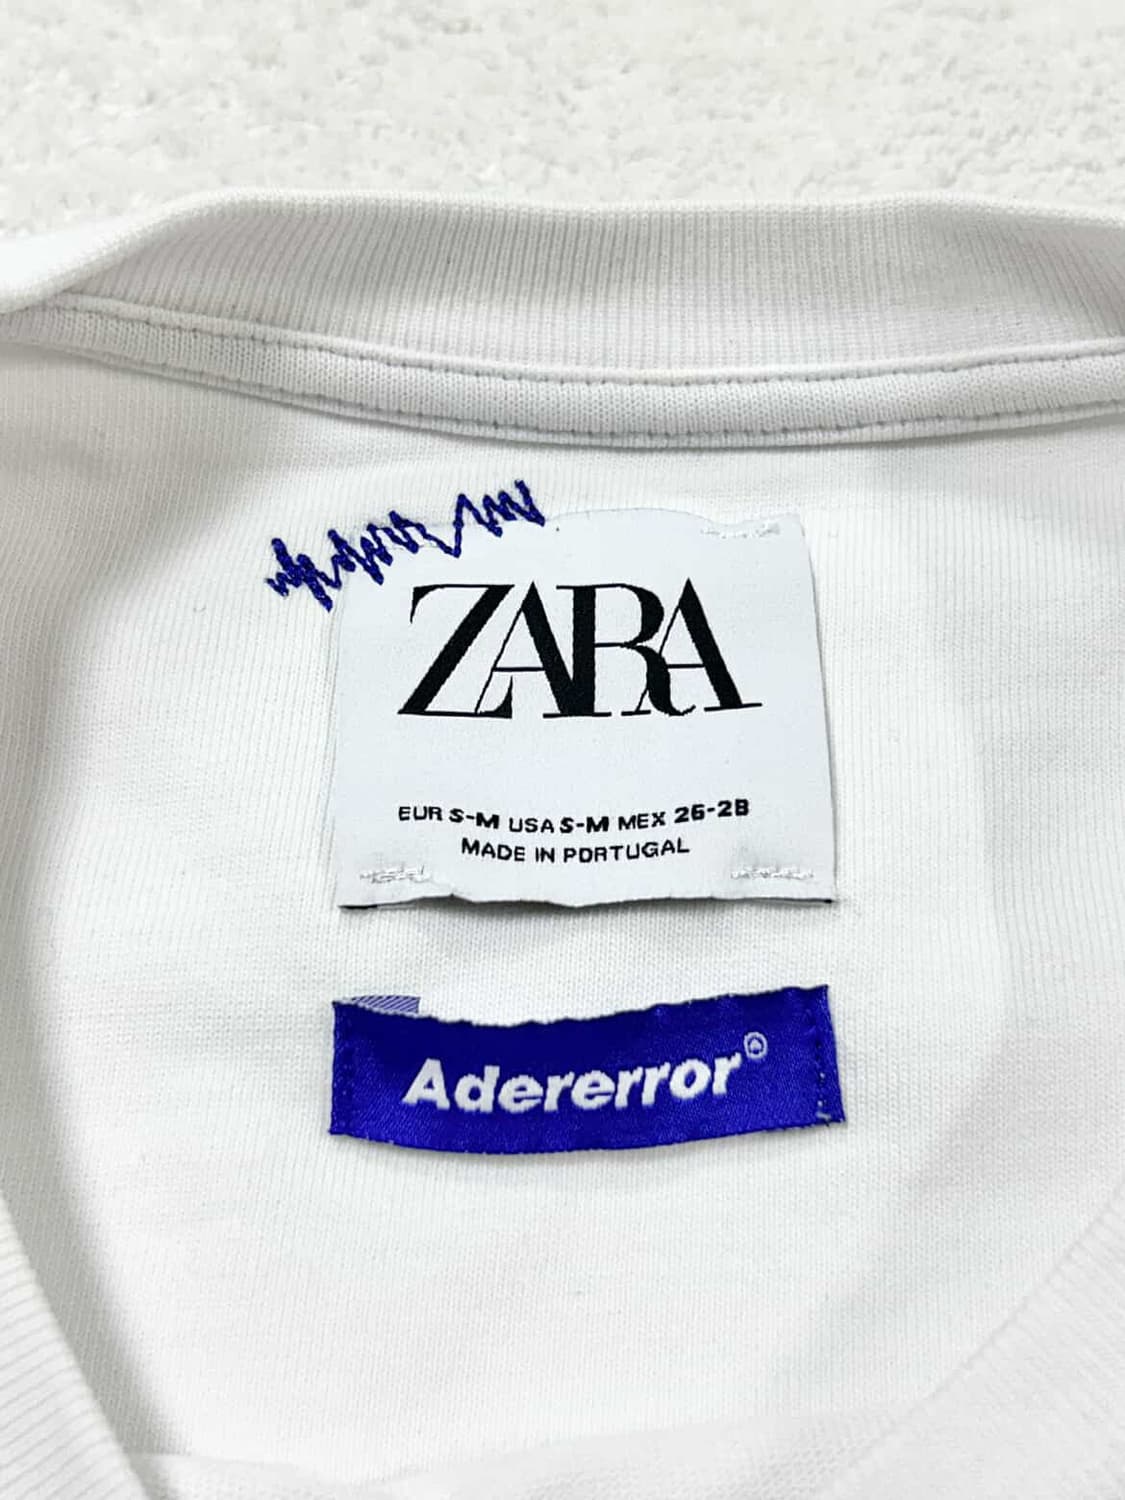 ZARA
EUR S-M USA S-M MEX 26-28
MADE IN PORTUGAL
Adererror